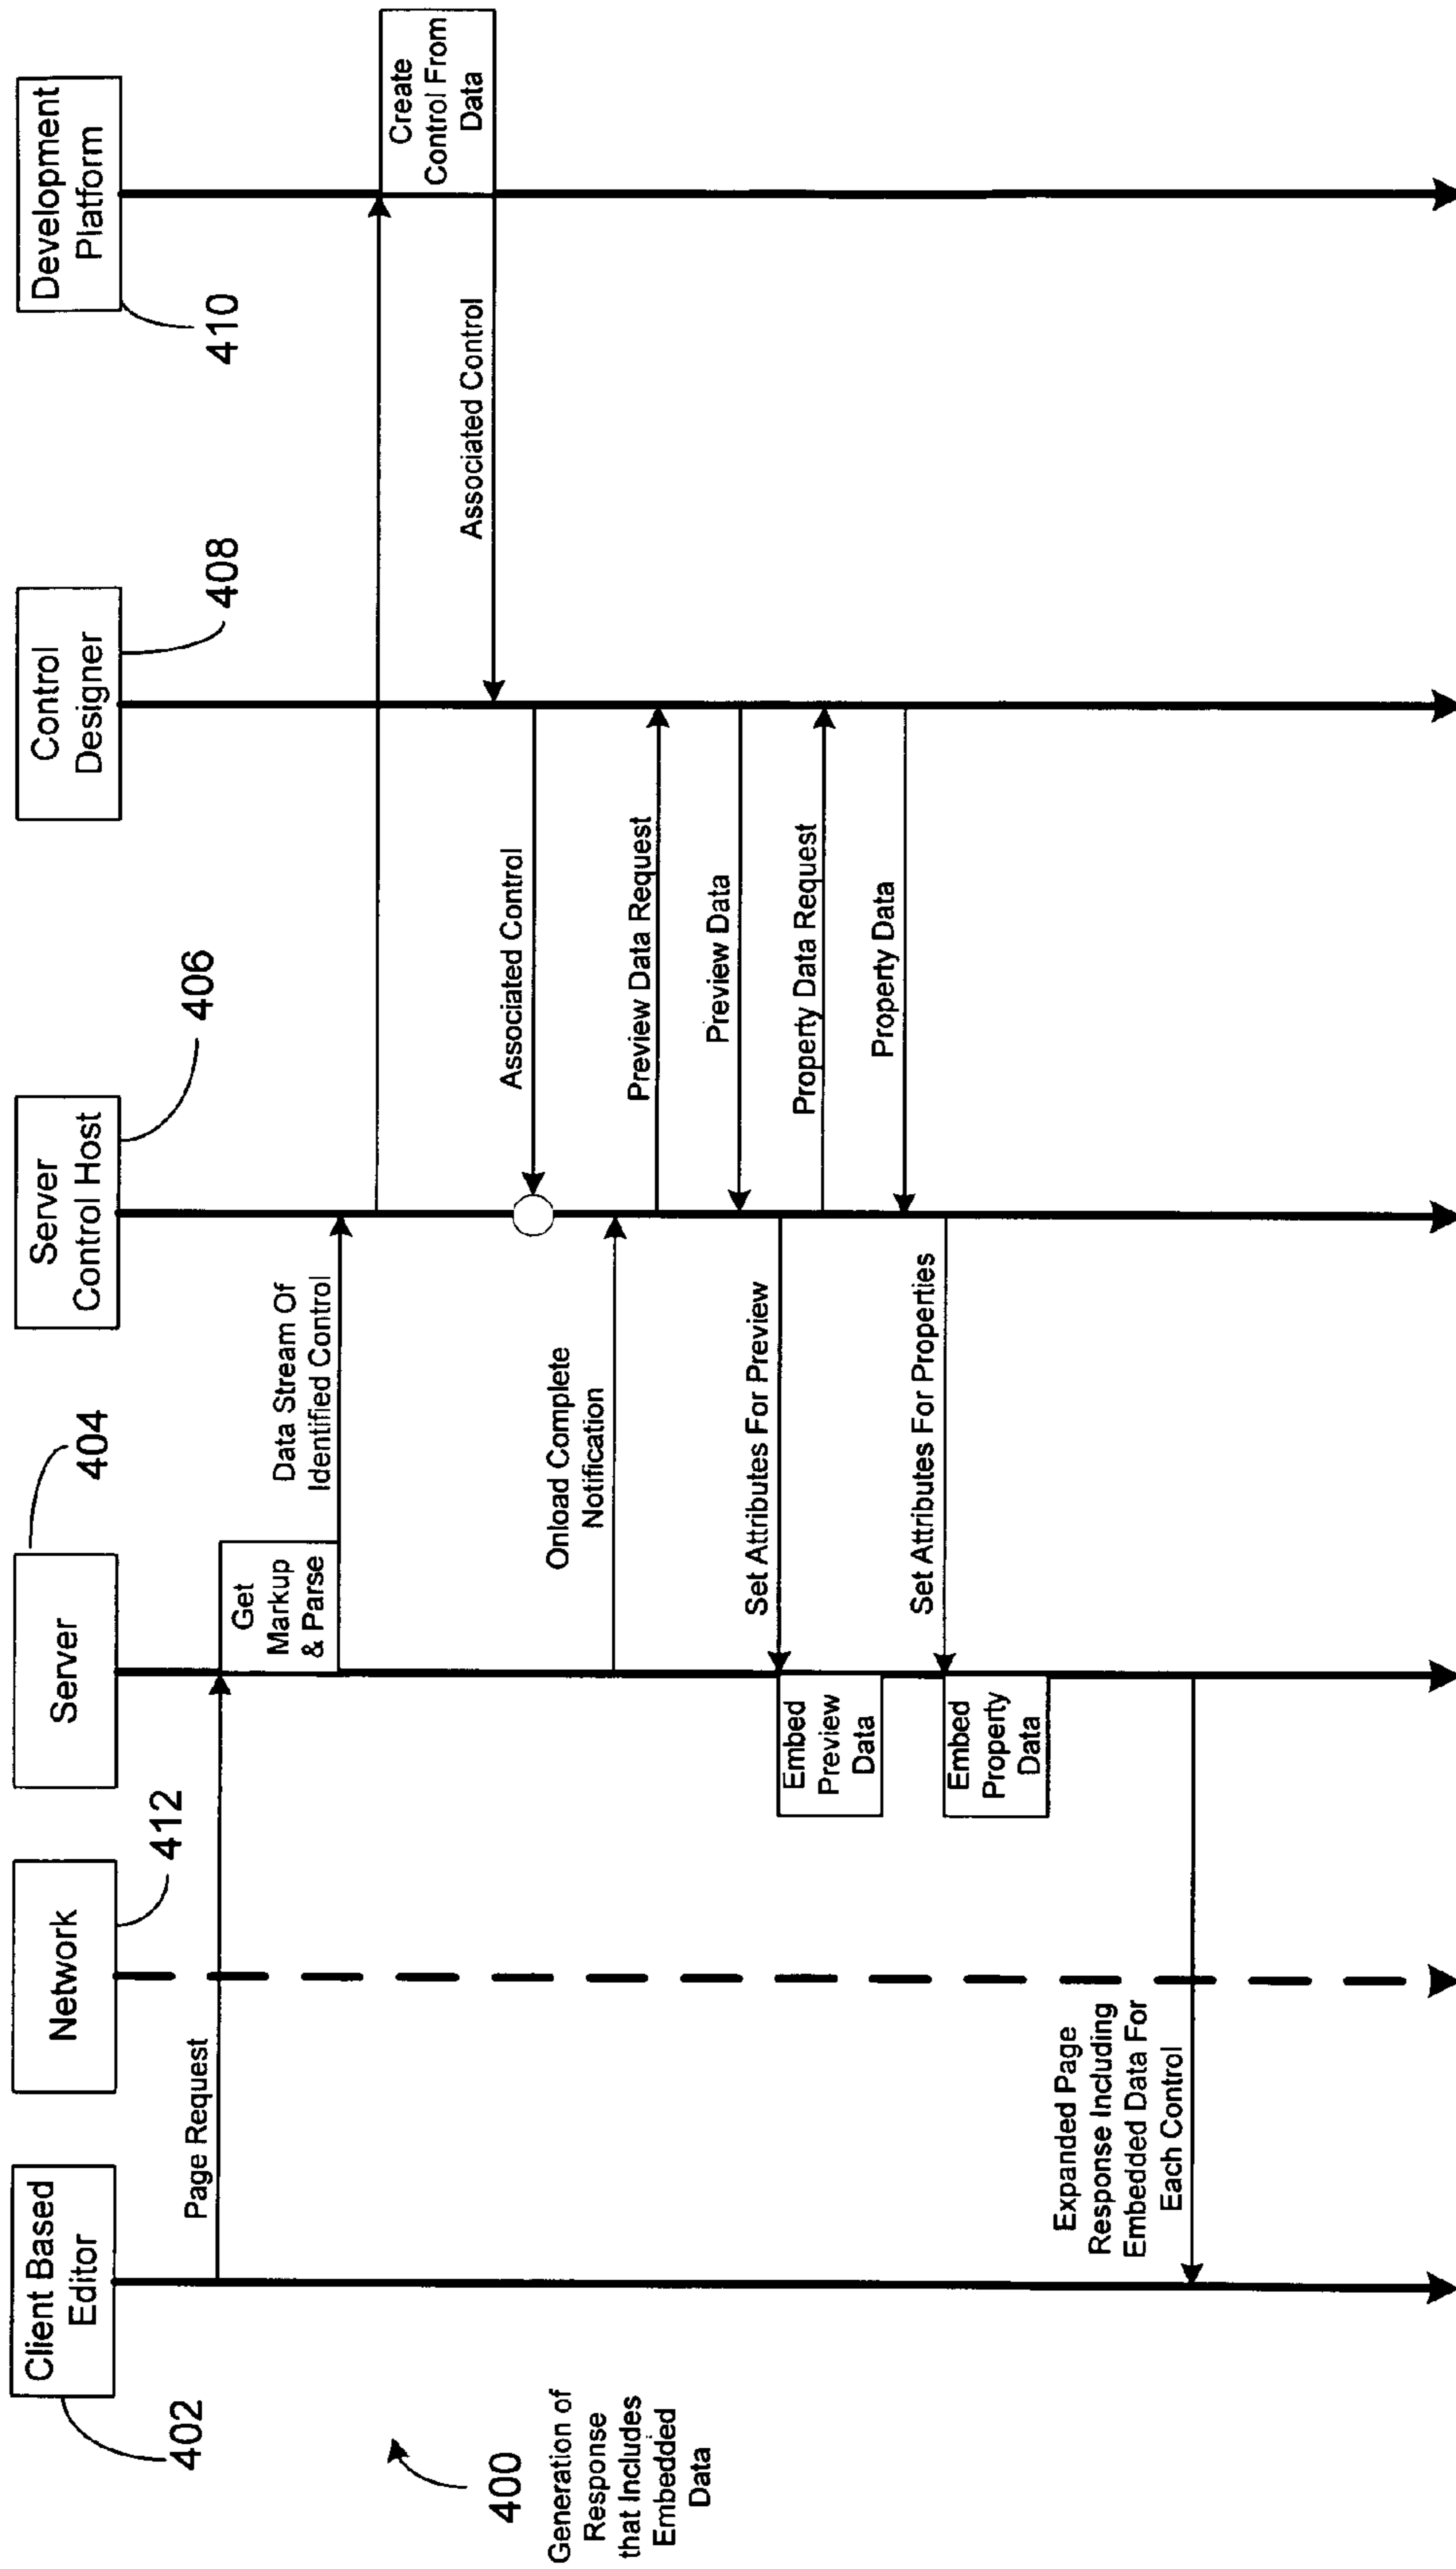 Client Based
Editor
402
Network
412
Server
404
Server
Control Host
406
Control
Designer
408
Development
Platform
410
400
Generation of
Response
that Includes
Embedded
Data
Page Request
Get
Markup
& Parse
Data Stream Of
Identified Control
Create
Control From
Data
Associated Control
Associated Control
Onload Complete
Notification
Preview Data Request
Preview Data
Set Attributes For Preview
Embed
Preview
Data
Property Data Request
Property Data
Set Attributes For Properties
Embed
Property
Data
Expanded Page
Response Including
Embedded Data For
Each Control